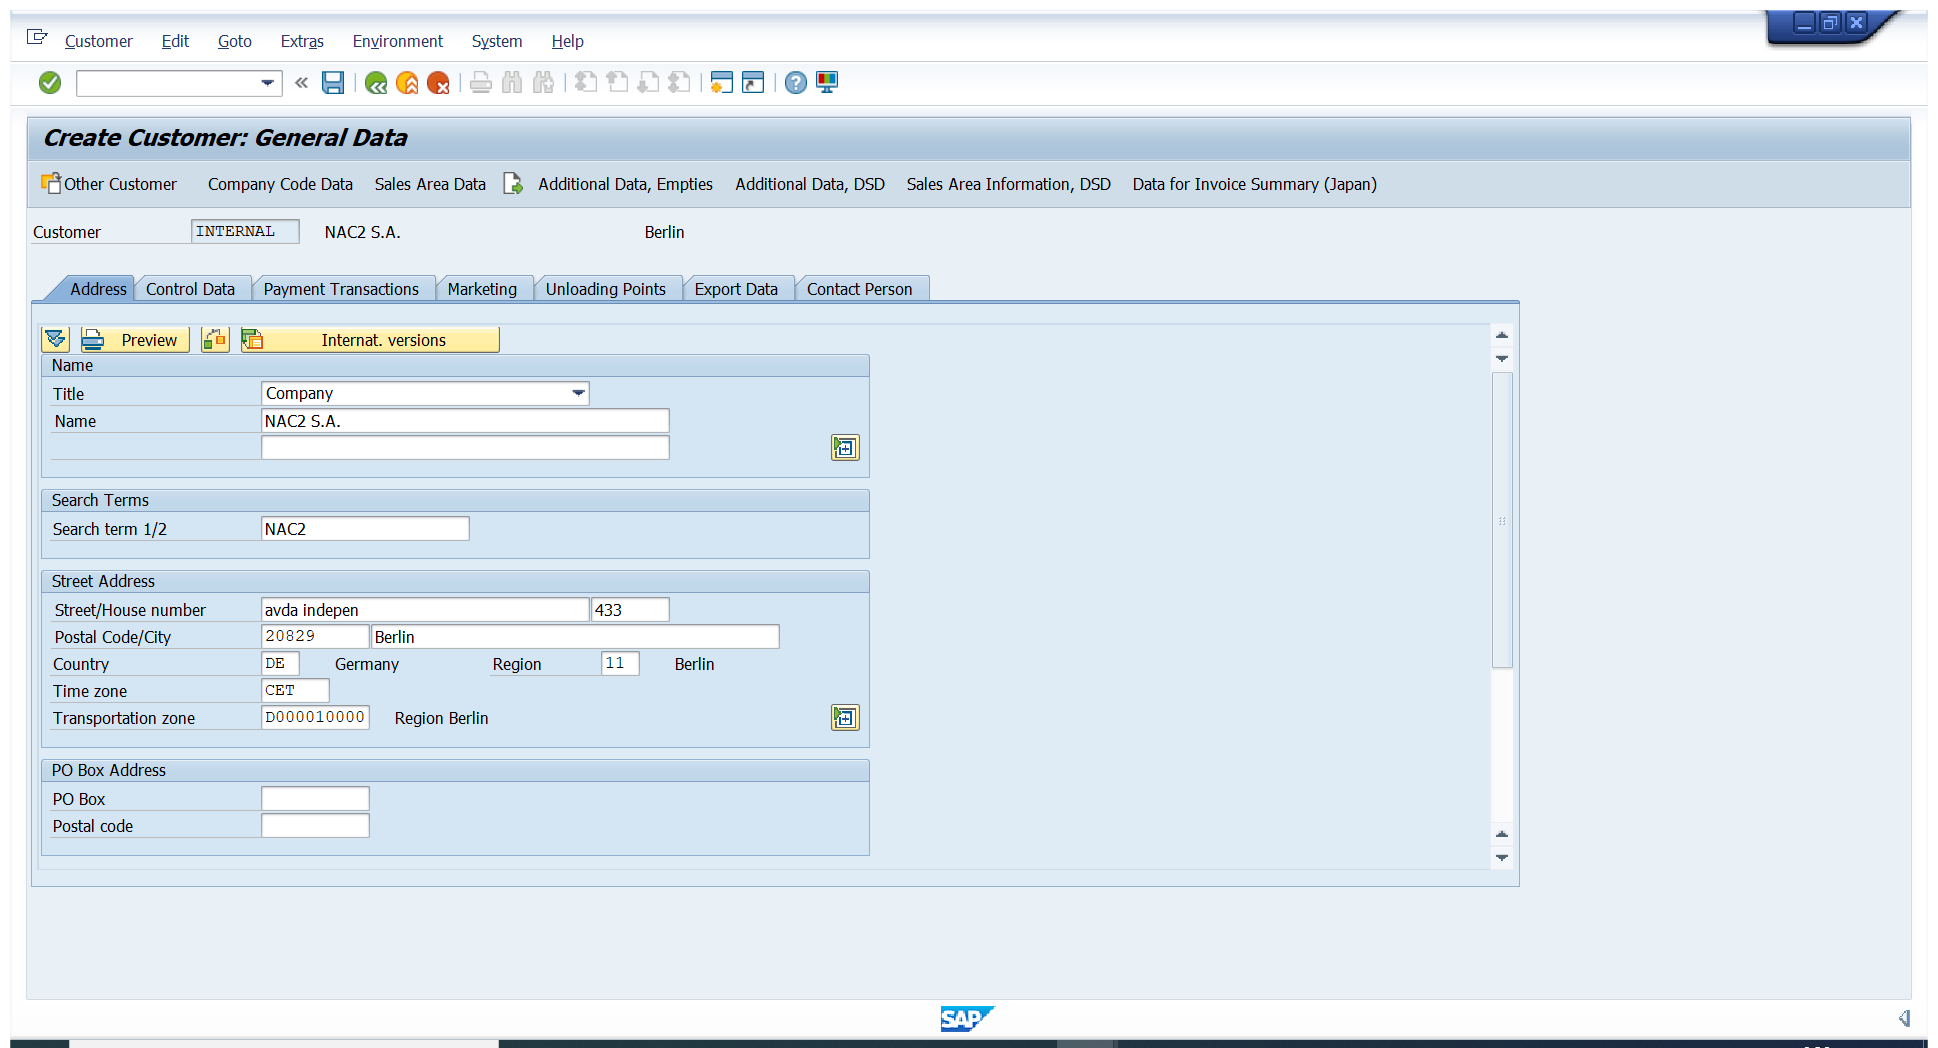 Customer Edit Goto Extras Environment System Help
Create Customer: General Data
Other Customer Company Code Data Sales Area Data Additional Data, Empties Additional Data, DSD Sales Area Information, DSD Data for Invoice Summary (Japan)
Customer INTERNAL NAC2 S.A. Berlin
Address Control Data Payment Transactions Marketing Unloading Points Export Data Contact Person
Preview Internat. versions
Name
Title Company
Name NAC2 S.A.
Search Terms
Search term 1/2 NAC2
Street Address
Street/House number avda indepen 433
Postal Code/City 20829 Berlin
Country DE Germany Region 11 Berlin
Time zone CET
Transportation zone D000010000 Region Berlin
PO Box Address
PO Box
Postal code
SAP